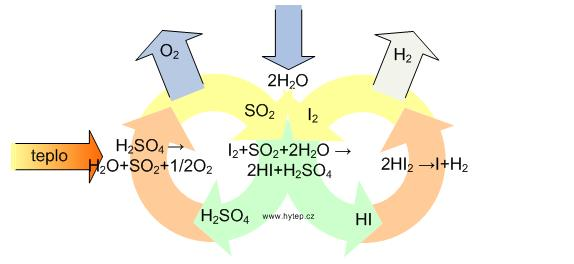 O2
H2
2H2O
SO2
I2
teplo
H2SO4 →
H2O+SO2+1/2O2
I2+SO2+2H2O →
2HI+H2SO4
2HI2 →I+H2
H2SO4
www.hytep.cz
HI